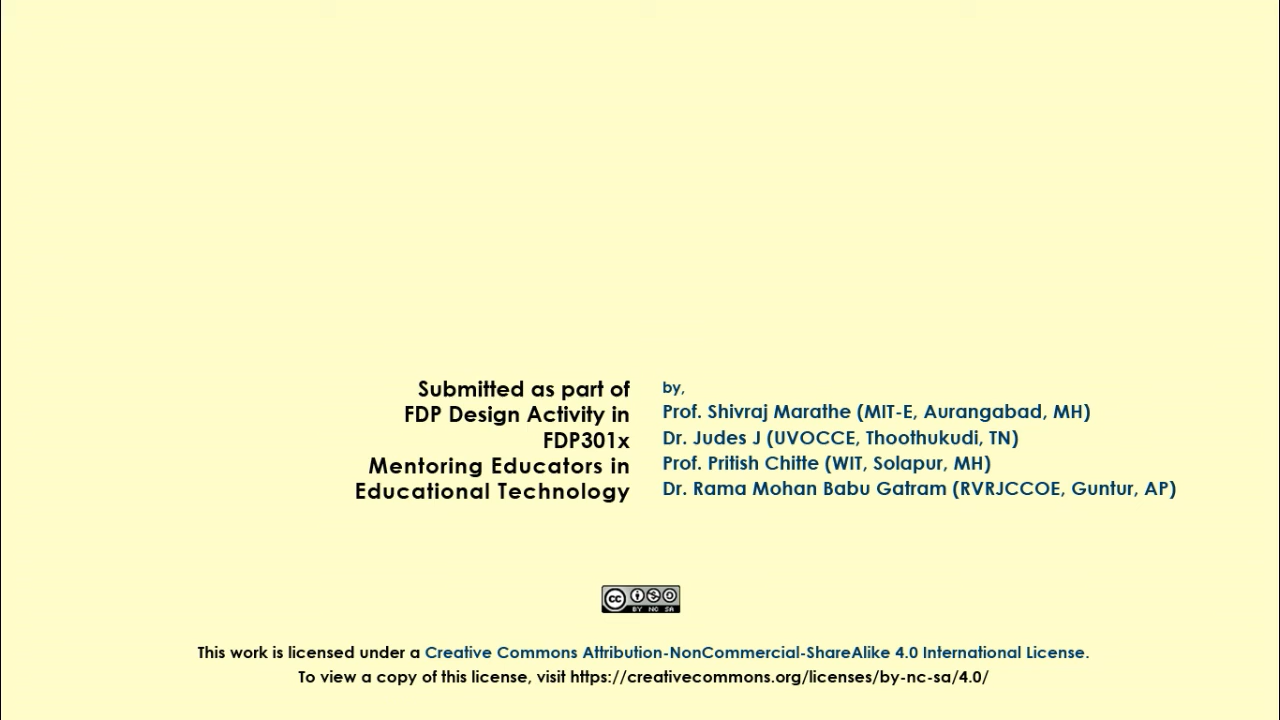 Submitted as part of
FDP Design Activity in
FDP301x
Mentoring Educators in
Educational Technology
by,
Prof. Shivraj Marathe (MIT-E, Aurangabad, MH)
Dr. Judes J (UVOCCE, Thoothukudi, TN)
Prof. Pritish Chitte (WIT, Solapur, MH)
Dr. Rama Mohan Babu Gatram (RVRJCCOE, Guntur, AP)
cc
BY NC SA
This work is licensed under a Creative Commons Attribution-NonCommercial-ShareAlike 4.0 International License.
To view a copy of this license, visit https://creativecommons.org/licenses/by-nc-sa/4.0/